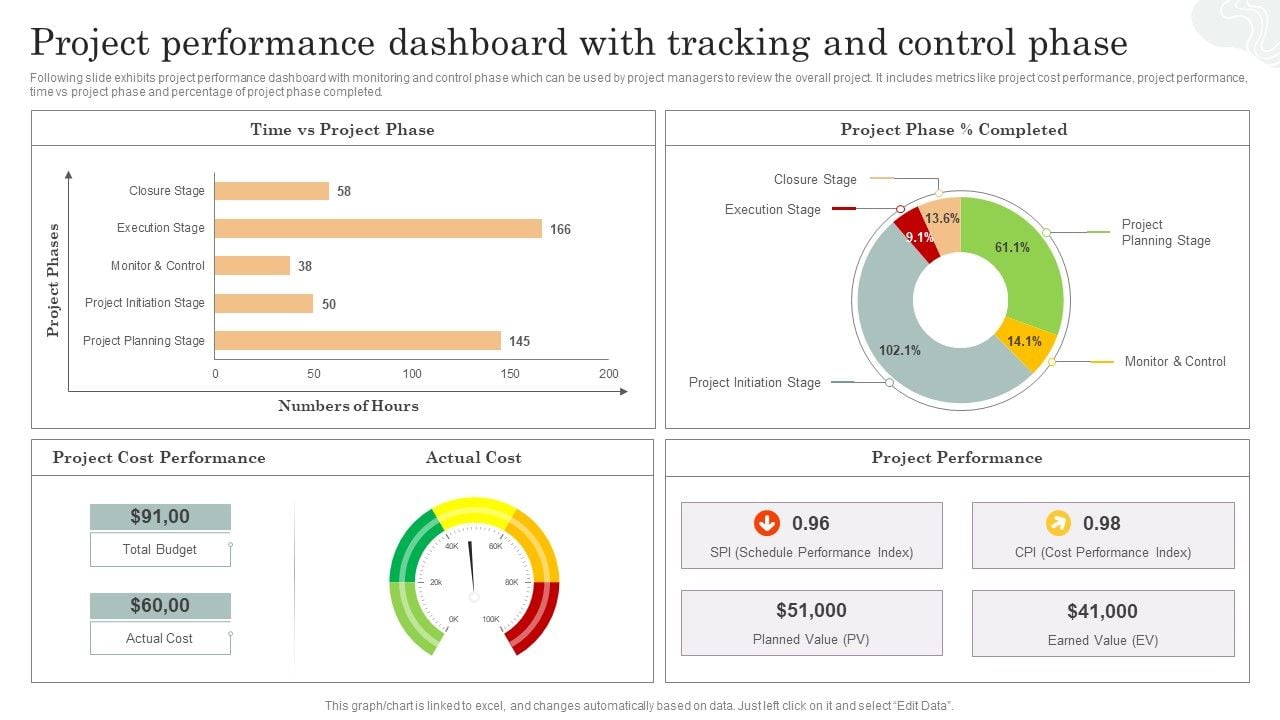 Project performance dashboard with tracking and control phase
Following slide exhibits project performance dashboard with monitoring and control phase which can be used by project managers to review the overall project. It includes metrics like project cost performance, project performance,
time vs project phase and percentage of project phase completed.
Time vs Project Phase
Project Phases
Closure Stage 58
Execution Stage 166
Monitor & Control 38
Project Initiation Stage 50
Project Planning Stage 145
0 50 100 150 200
Numbers of Hours
Project Phase % Completed
Closure Stage
Execution Stage
13.6%
9.1%
61.1%
Project
Planning Stage
102.1%
14.1%
Monitor & Control
Project Initiation Stage
Project Cost Performance
$91,00
Total Budget
$60,00
Actual Cost
Actual Cost
40K 60K
20k 80K
0K 100K
Project Performance
0.96
SPI (Schedule Performance Index)
0.98
CPI (Cost Performance Index)
$51,000
Planned Value (PV)
$41,000
Earned Value (EV)
This graph/chart is linked to excel, and changes automatically based on data. Just left click on it and select “Edit Data”.